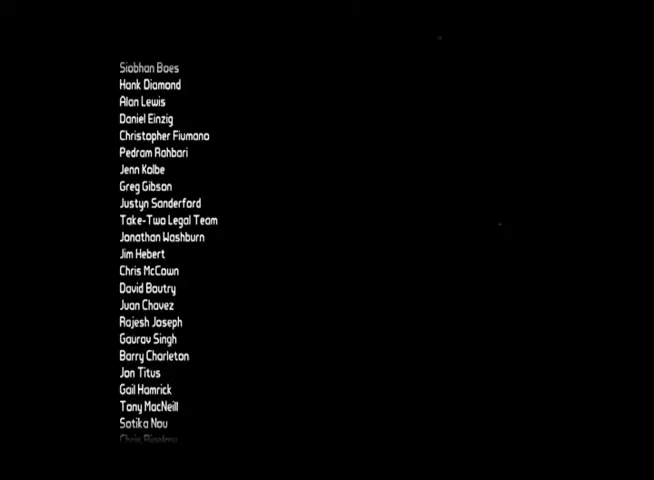 Siobhan Boes
Hank Diamond
Alan Lewis
Daniel Einzig
Christopher Fiumano
Pedram Rahbari
Jenn Kolbe
Greg Gibson
Justyn Sanderford
Take-Two Legal Team
Jonathan Washburn
Jim Hebert
Chris McCown
David Boutry
Juan Chavez
Rajesh Joseph
Gaurav Singh
Barry Charleton
Jon Titus
Gail Hamrick
Tony MacNeill
Chris